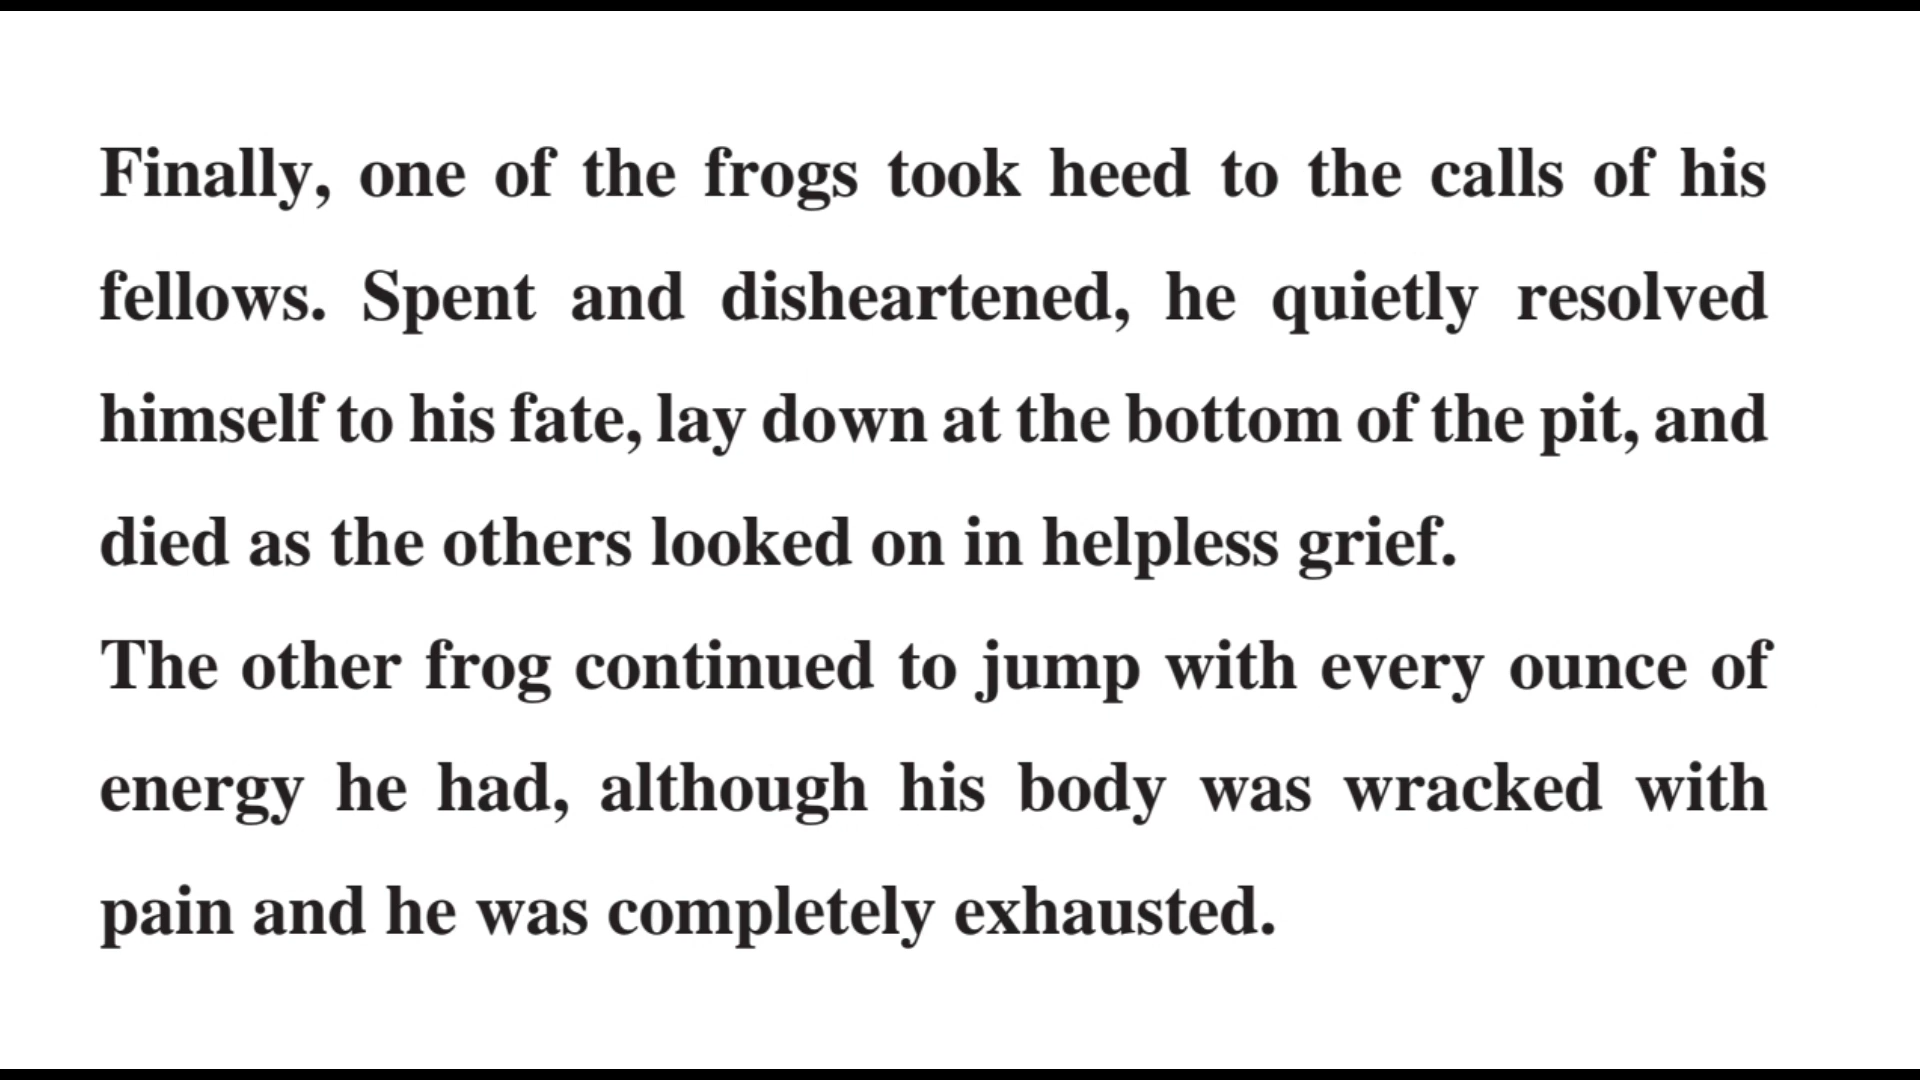 Finally, one of the frogs took heed to the calls of his
fellows. Spent and disheartened, he quietly resolved
himself to his fate, lay down at the bottom of the pit, and
died as the others looked on in helpless grief.
The other frog continued to jump with every ounce of
energy he had, although his body was wracked with
pain and he was completely exhausted.